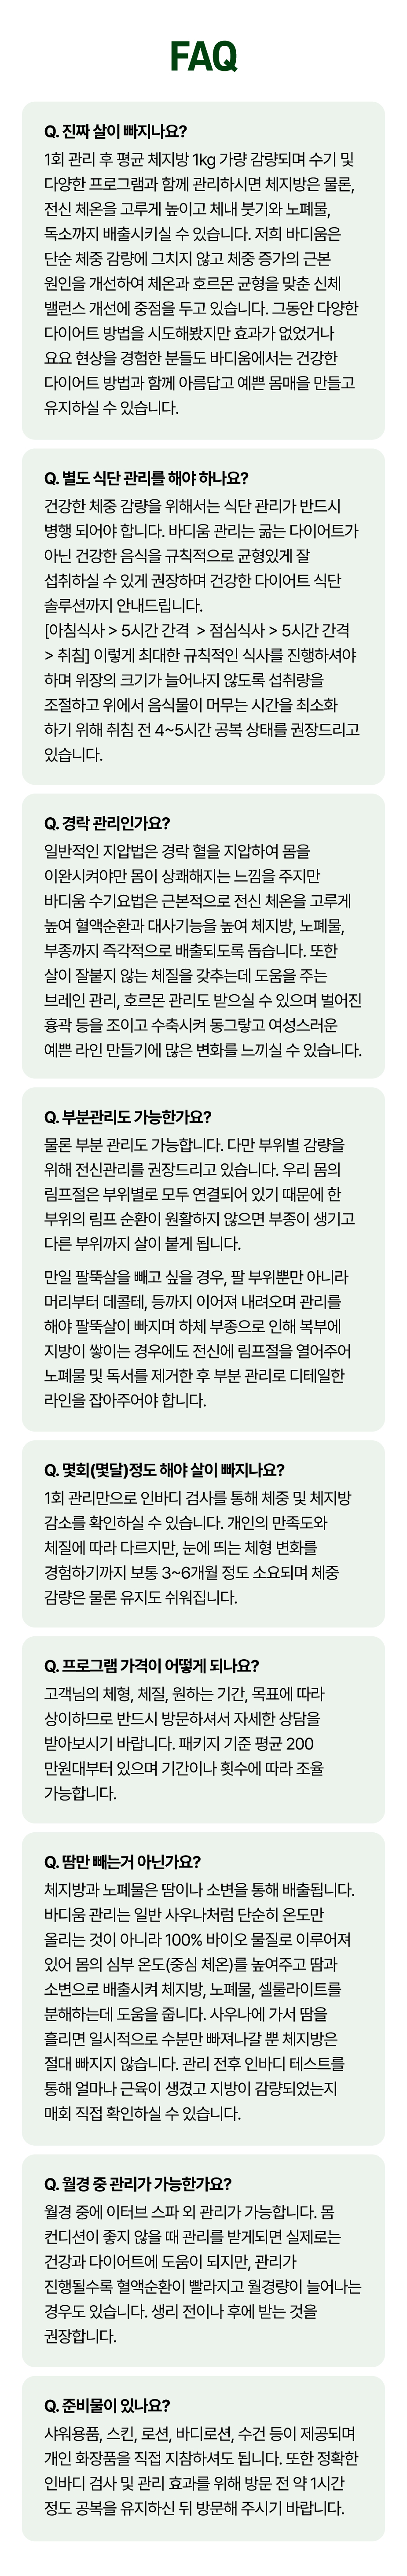 FAQ
Q. 진짜 살이 빠지나요?
1회 관리 후 평균 체지방 1kg 가량 감량되며 수기 및
다양한 프로그램과 함께 관리하시면 체지방은 물론,
전신 체온을 고루게 높이고 체내 붓기와 노폐물,
독소까지 배출시키실 수 있습니다. 저희 바디움은
단순 체중 감량에 그치지 않고 체중 증가의 근본
원인을 개선하여 체온과 호르몬 균형을 맞춘 신체
밸런스 개선에 중점을 두고 있습니다. 그동안 다양한
다이어트 방법을 시도해봤지만 효과가 없었거나
요요 현상을 경험한 분들도 바디움에서는 건강한
다이어트 방법과 함께 아름답고 예쁜 몸매를 만들고
유지하실 수 있습니다.
Q. 별도 식단 관리를 해야 하나요?
건강한 체중 감량을 위해서는 식단 관리가 반드시
병행 되어야 합니다. 바디움 관리는 굶는 다이어트가
아닌 건강한 음식을 규칙적으로 균형있게 잘
섭취하실 수 있게 권장하며 건강한 다이어트 식단
솔루션까지 안내드립니다.
[아침식사 > 5시간 간격 > 점심식사 > 5시간 간격
> 취침] 이렇게 최대한 규칙적인 식사를 진행하셔야
하며 위장의 크기가 늘어나지 않도록 섭취량을
조절하고 위에서 음식물이 머무는 시간을 최소화
하기 위해 취침 전 4~5시간 공복 상태를 권장드리고
있습니다.
Q. 경락 관리인가요?
일반적인 지압법은 경락 혈을 지압하여 몸을
이완시켜야만 몸이 상쾌해지는 느낌을 주지만
바디움 수기요법은 근본적으로 전신 체온을 고루게
높여 혈액순환과 대사기능을 높여 체지방, 노폐물,
부종까지 즉각적으로 배출되도록 돕습니다. 또한
살이 잘붙지 않는 체질을 갖추는데 도움을 주는
브레인 관리, 호르몬 관리도 받으실 수 있으며 벌어진
흉곽 등을 조이고 수축시켜 동그랗고 여성스러운
예쁜 라인 만들기에 많은 변화를 느끼실 수 있습니다.
Q. 부분관리도 가능한가요?
물론 부분 관리도 가능합니다. 다만 부위별 감량을
위해 전신관리를 권장드리고 있습니다. 우리 몸의
림프절은 부위별로 모두 연결되어 있기 때문에 한
부위의 림프 순환이 원활하지 않으면 부종이 생기고
다른 부위까지 살이 붙게 됩니다.
만일 팔뚝살을 빼고 싶을 경우, 팔 부위뿐만 아니라
머리부터 데콜테, 등까지 이어져 내려오며 관리를
해야 팔뚝살이 빠지며 하체 부종으로 인해 복부에
지방이 쌓이는 경우에도 전신에 림프절을 열어주어
노폐물 및 독서를 제거한 후 부분 관리로 디테일한
라인을 잡아주어야 합니다.
Q. 몇회(몇달)정도 해야 살이 빠지나요?
1회 관리만으로 인바디 검사를 통해 체중 및 체지방
감소를 확인하실 수 있습니다. 개인의 만족도와
체질에 따라 다르지만, 눈에 띄는 체형 변화를
경험하기까지 보통 3~6개월 정도 소요되며 체중
감량은 물론 유지도 쉬워집니다.
Q. 프로그램 가격이 어떻게 되나요?
고객님의 체형, 체질, 원하는 기간, 목표에 따라
상이하므로 반드시 방문하셔서 자세한 상담을
받아보시기 바랍니다. 패키지 기준 평균 200
만원대부터 있으며 기간이나 횟수에 따라 조율
가능합니다.
Q. 땀만 빼는거 아닌가요?
체지방과 노폐물은 땀이나 소변을 통해 배출됩니다.
바디움 관리는 일반 사우나처럼 단순히 온도만
올리는 것이 아니라 100% 바이오 물질로 이루어져
있어 몸의 심부 온도(중심 체온)를 높여주고 땀과
소변으로 배출시켜 체지방, 노폐물, 셀룰라이트를
분해하는데 도움을 줍니다. 사우나에 가서 땀을
흘리면 일시적으로 수분만 빠져나갈 뿐 체지방은
절대 빠지지 않습니다. 관리 전후 인바디 테스트를
통해 얼마나 근육이 생겼고 지방이 감량되었는지
매회 직접 확인하실 수 있습니다.
Q. 월경 중 관리가 가능한가요?
월경 중에 이터브 스파 외 관리가 가능합니다. 몸
컨디션이 좋지 않을 때 관리를 받게되면 실제로는
건강과 다이어트에 도움이 되지만, 관리가
진행될수록 혈액순환이 빨라지고 월경량이 늘어나는
경우도 있습니다. 생리 전이나 후에 받는 것을
권장합니다.
Q. 준비물이 있나요?
샤워용품, 스킨, 로션, 바디로션, 수건 등이 제공되며
개인 화장품을 직접 지참하셔도 됩니다. 또한 정확한
인바디 검사 및 관리 효과를 위해 방문 전 약 1시간
정도 공복을 유지하신 뒤 방문해 주시기 바랍니다.